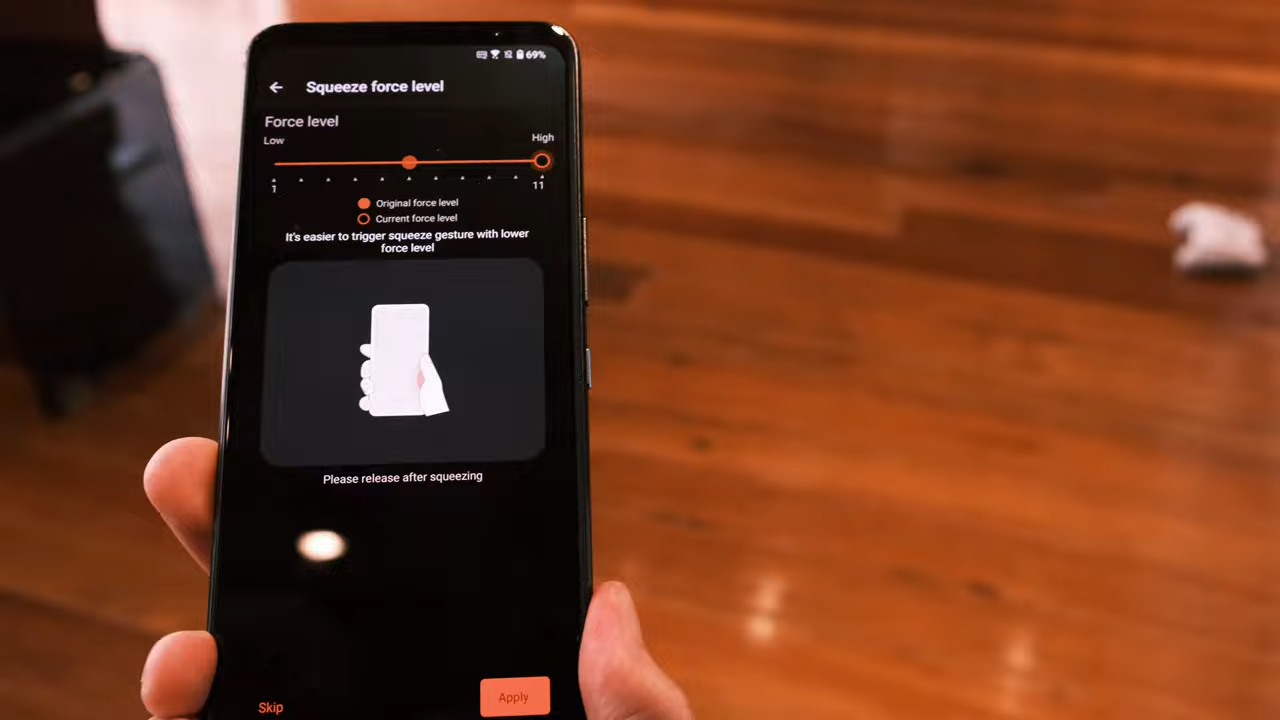 69%
Squeeze force level
Force level
Low
High
1
11
Original force level
Current force level
It's easier to trigger squeeze gesture with lower
force level
Please release after squeezing
Skip
Apply